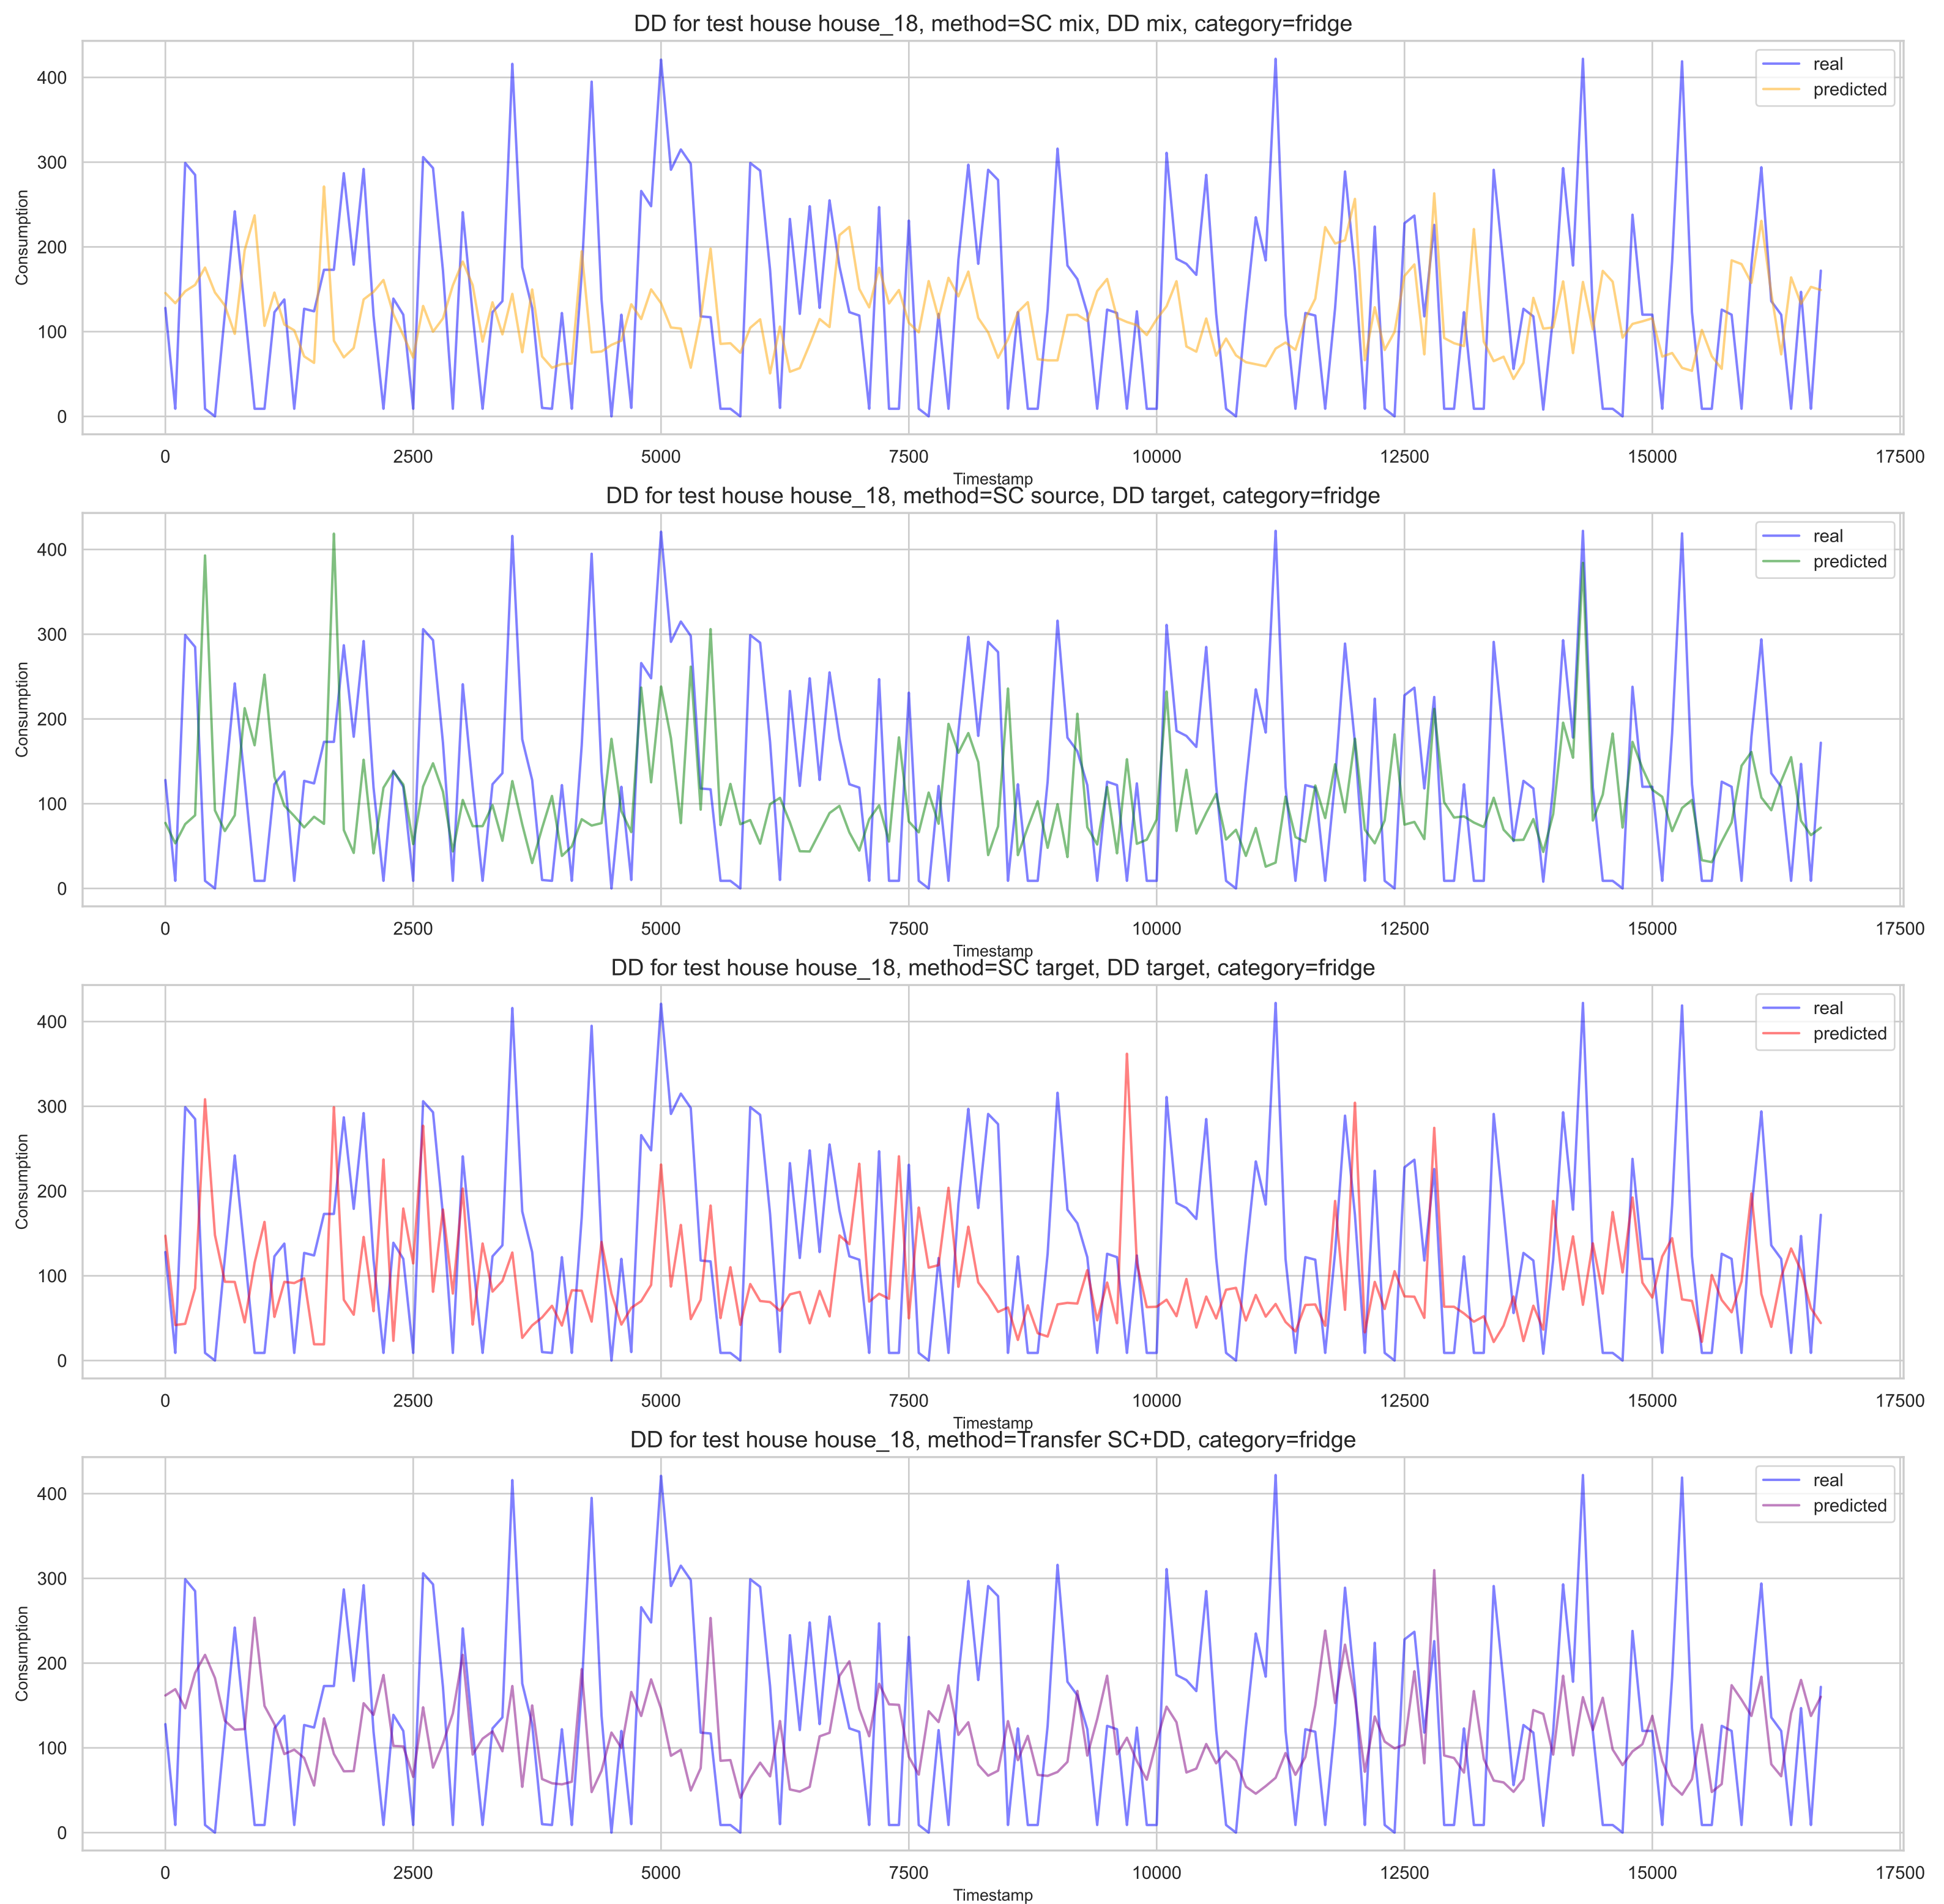 DD for test house house_18, method=SC mix, DD mix, category=fridge
real
predicted
400
300
200
100
0
Consumption
0 2500 5000 7500 10000 12500 15000 17500
Timestamp
DD for test house house_18, method=SC source, DD target, category=fridge
real
predicted
400
300
200
100
0
Consumption
0 2500 5000 7500 10000 12500 15000 17500
Timestamp
DD for test house house_18, method=SC target, DD target, category=fridge
real
predicted
400
300
200
100
0
Consumption
0 2500 5000 7500 10000 12500 15000 17500
Timestamp
DD for test house house_18, method=Transfer SC+DD, category=fridge
real
predicted
400
300
200
100
0
Consumption
0 2500 5000 7500 10000 12500 15000 17500
Timestamp